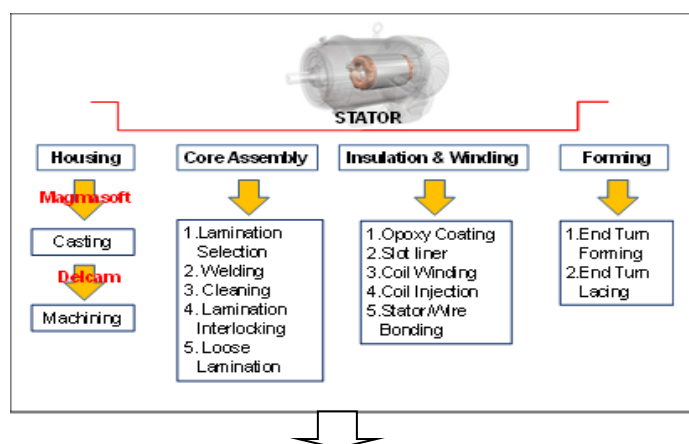 STATOR
Housing
Core Assembly
Insulation & Winding
Forming
Magmasoft
Casting
Delcam
Machining
1.Lamination
Selection
2. Welding
3. Cleaning
4. Lamination
Interlocking
5. Loose
Lamination
1.Opoxy Coating
2.Slot liner
3.Coil Winding
4.Coil Injection
5.Stator/Wire
Bonding
1.End Turn
Forming
2.End Turn
Lacing